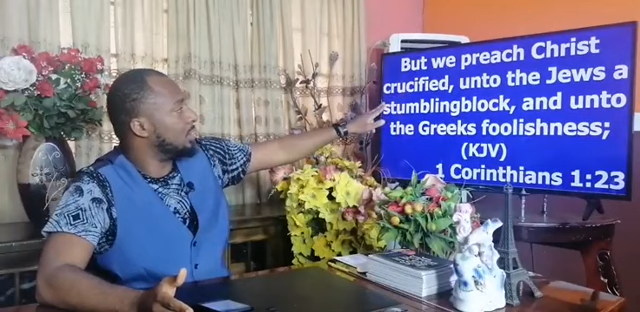 But we preach Christ
crucified, unto the Jews a
stumblingblock, and unto
the Greeks foolishness;
(KJV)
1 Corinthians 1:23